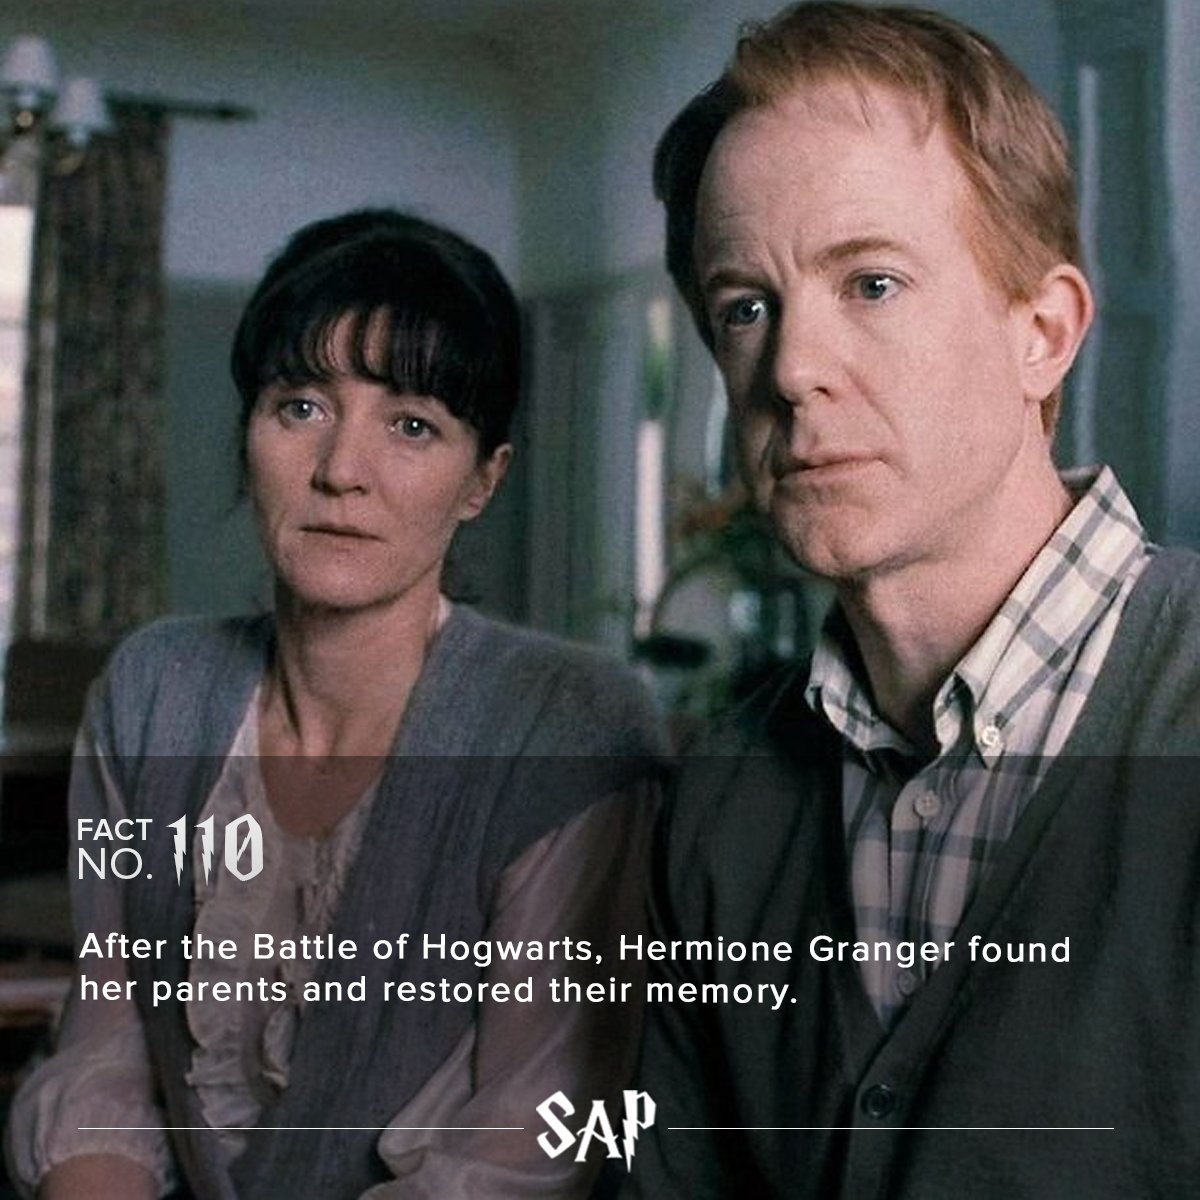 FACT
NO. 110
After the Battle of Hogwarts, Hermione Granger found
her parents and restored their memory.
SAP